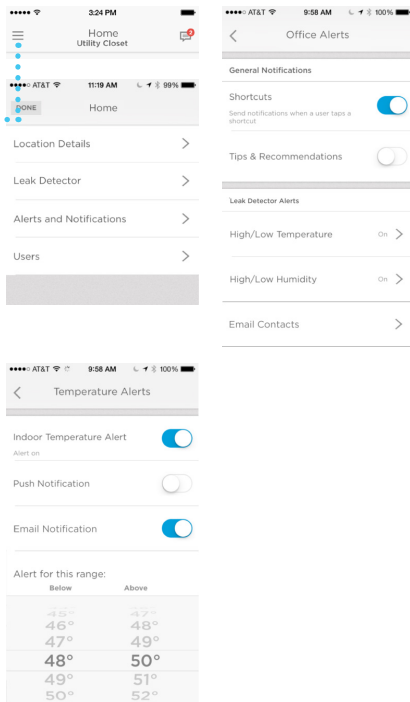 3:24 PM
Home
Utility Closet
2
AT&T 11:19 AM 99%
DONE Home
Location Details
Leak Detector
Alerts and Notifications
Users
AT&T 9:58 AM 100%
Office Alerts
General Notifications
Shortcuts
Send notifications when a user taps a
shortcut
Tips & Recommendations
Leak Detector Alerts
High/Low Temperature On
High/Low Humidity On
Email Contacts
AT&T 9:58 AM 100%
Temperature Alerts
Indoor Temperature Alert
Alert on
Push Notification
Email Notification
Alert for this range:
Below Above
45° 47°
46° 48°
47° 49°
48° 50°
49° 51°
50° 52°